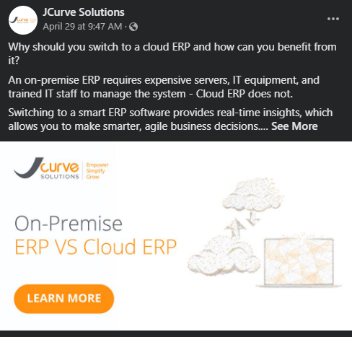 JCurve Solutions
April 29 at 9:47 AM ·
Why should you switch to a cloud ERP and how can you benefit from
it?
An on-premise ERP requires expensive servers, IT equipment, and
trained IT staff to manage the system - Cloud ERP does not.
Switching to a smart ERP software provides real-time insights, which
allows you to make smarter, agile business decisions.... See More
Jcurve
SOLUTIONS
Empower
Simplify
Grow
On-Premise
ERP VS Cloud ERP
LEARN MORE